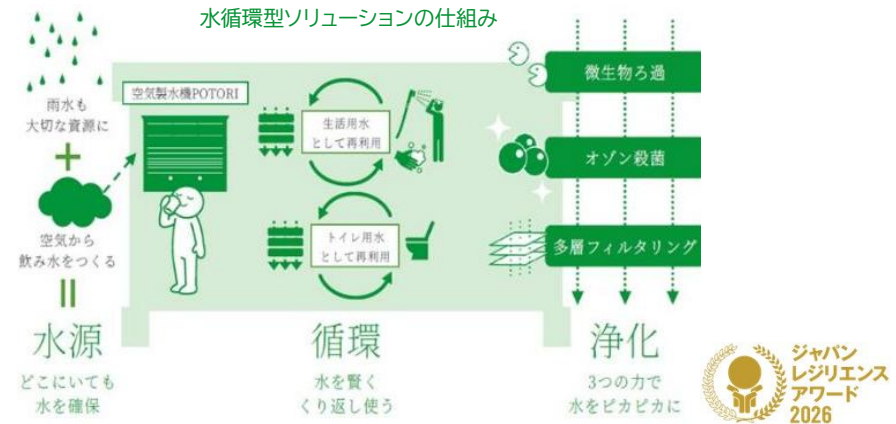 水循環型ソリューションの仕組み
雨水も
大切な資源に
+
空気から
飲み水をつくる
=
水源
どこにいても
水を確保
空気製水機POTORI
生活用水
として再利用
トイレ用水
として再利用
循環
水を賢く
くり返し使う
微生物ろ過
オゾン殺菌
多層フィルタリング
浄化
3つの力で
水をピカピカに
ジャパン
レジリエンス
アワード
2026